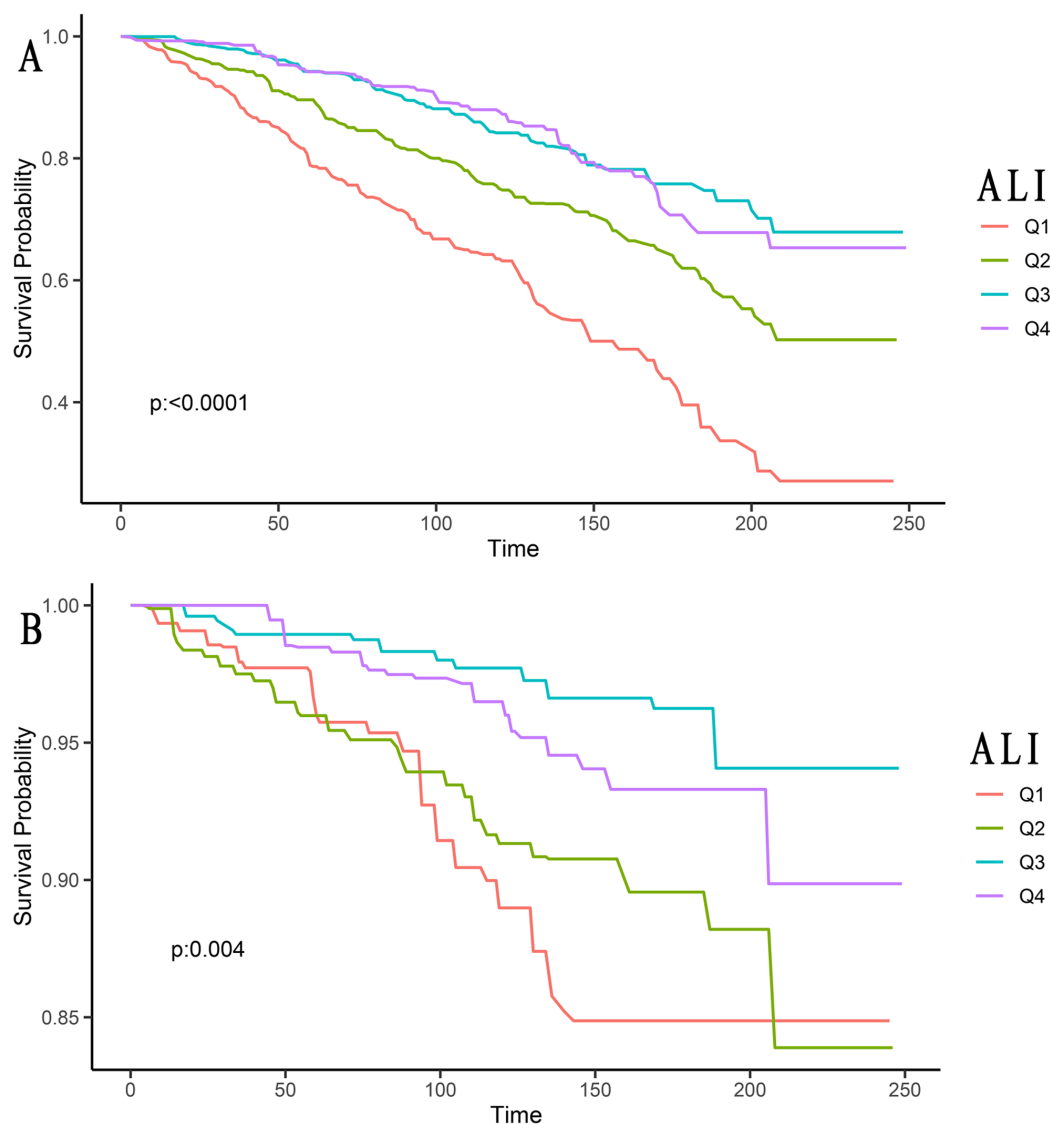 A
Survival Probability
1.0
0.8
0.6
0.4
p:<0.0001
0 50 100 150 200 250
Time
ALI
Q1
Q2
Q3
Q4
B
Survival Probability
1.00
0.95
0.90
0.85
p:0.004
0 50 100 150 200 250
Time
ALI
Q1
Q2
Q3
Q4